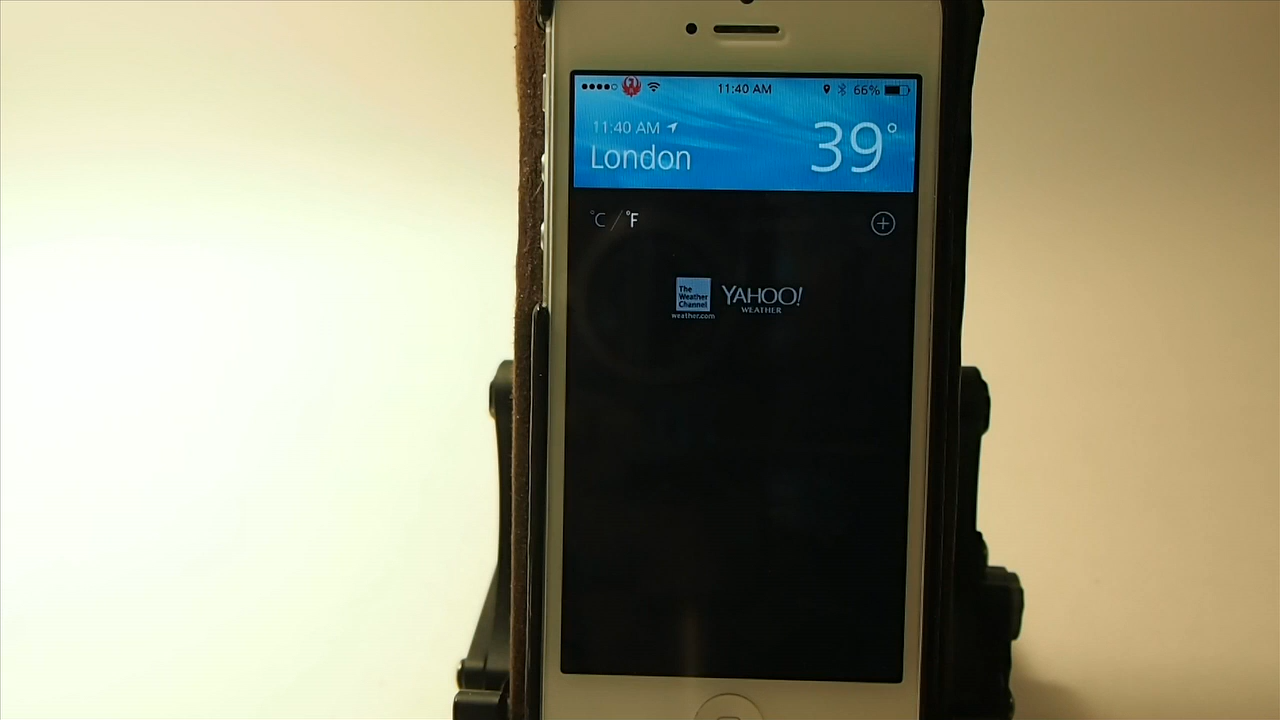 11:40 AM 66%
11:40 AM
London
39°
°C / °F
The Weather Channel
weather.com
YAHOO!
WEATHER